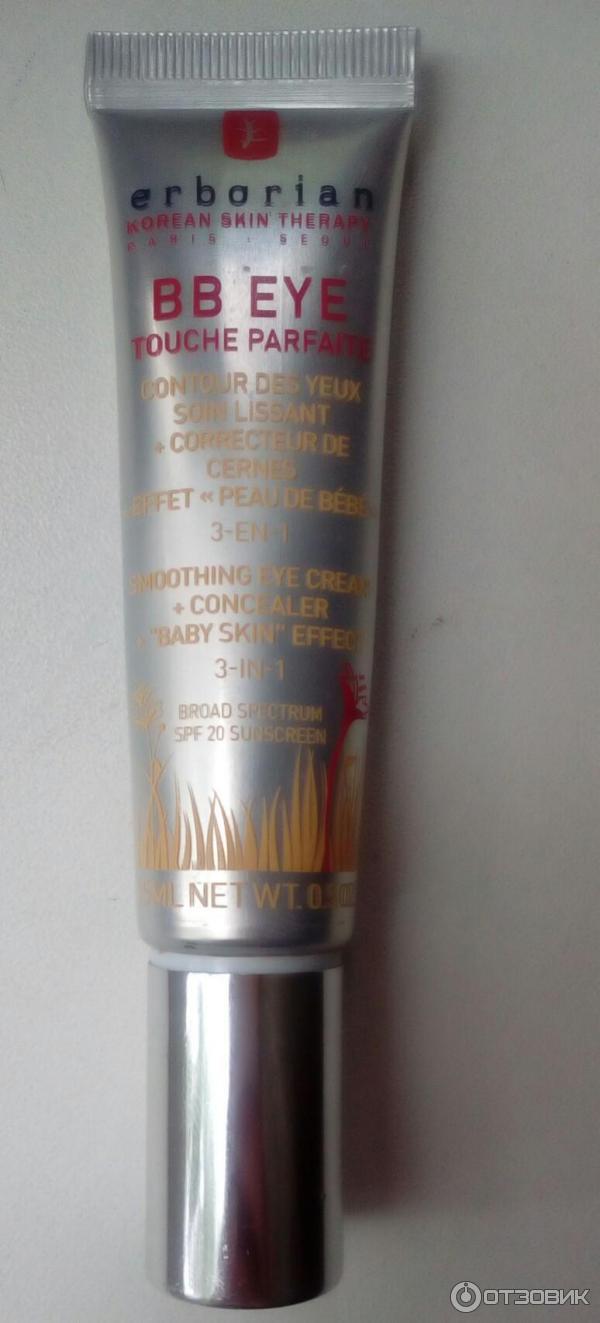 erborian
KOREAN SKIN THERAPY
PARIS : SEOUL
BB EYE
TOUCHE PARFAITE
CONTOUR DES YEUX
SOIN LISSANT
+ CORRECTEUR DE
CERNES
EFFET « PEAU DE BÉBÉ »
3-EN-1
SMOOTHING EYE CREAM
+ CONCEALER
+ "BABY SKIN" EFFECT
3-IN-1
BROAD SPECTRUM
SPF 20 SUNSCREEN
ML NET WT. 0.5
ОТЗОВИК